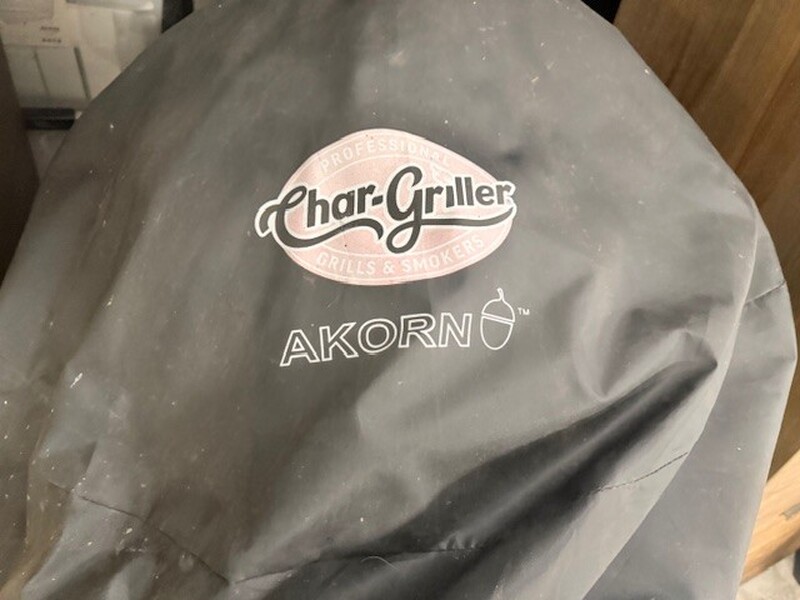 PROFESSIONAL
Char-Griller
GRILLS & SMOKERS
AKORN™